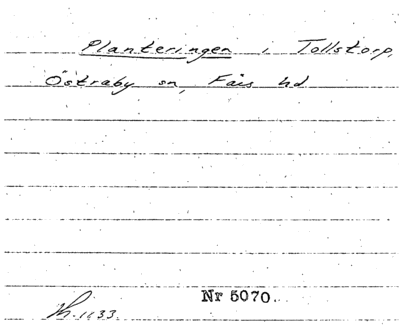 Planteringen i Tollstorp,
Östraby sn, Färs hd
Nr 5070.